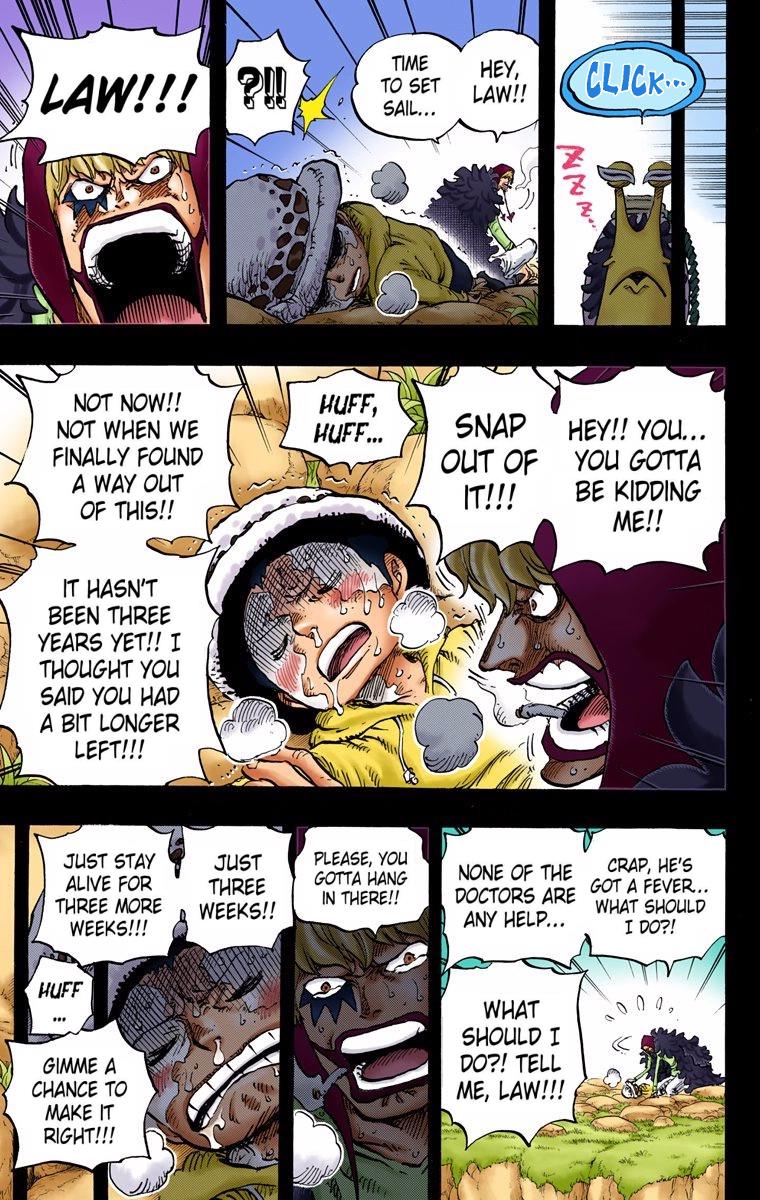 CLICK...
Z
Z
Z...
HEY,
LAW!!
TIME
TO SET
SAIL...
?!!
LAW!!!
HEY!! YOU...
YOU GOTTA
BE KIDDING
ME!!
SNAP
OUT OF
IT!!!
HUFF,
HUFF...
NOT NOW!!
NOT WHEN WE
FINALLY FOUND
A WAY OUT
OF THIS!!
IT HASN'T
BEEN THREE
YEARS YET!! I
THOUGHT YOU
SAID YOU HAD
A BIT LONGER
LEFT!!!
CRAP, HE'S
GOT A FEVER...
WHAT SHOULD
I DO?!
NONE OF THE
DOCTORS ARE
ANY HELP...
WHAT
SHOULD I
DO?! TELL
ME, LAW!!!
PLEASE, YOU
GOTTA HANG
IN THERE!!
JUST
THREE
WEEKS!!
JUST STAY
ALIVE FOR
THREE MORE
WEEKS!!!
HUFF
...
GIMME A
CHANCE TO
MAKE IT
RIGHT!!!